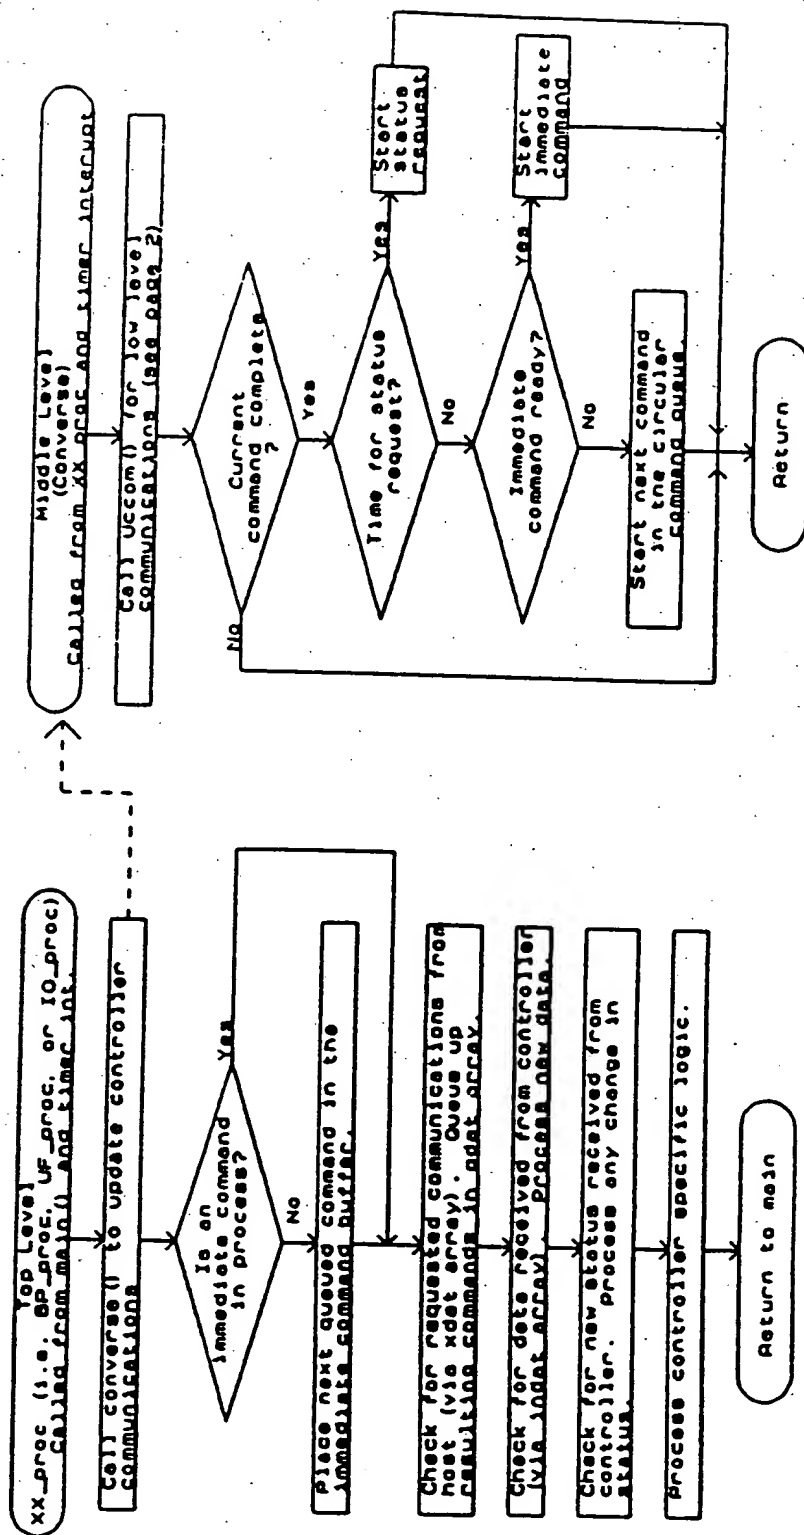 Top Level
XX_proc (i.e. BP_proc, UF_proc, or IO_proc)
Called from main() and timer int.
Call converse() to update controller
communications
Is an
immediate command
in process?
Yes
No
Place next queued command in the
immediate command buffer.
Check for requested communications from
host (via xdat array). Queue up
resulting commands in qdat array.
Check for data received from controller
(via indat array). Process new data.
Check for new status received from
controller. Process any change in
status.
Process controller specific logic.
Return to main
Middle Level
(Converse)
Called from XX_proc and timer interupt
Call Uccom() for low level
communications (see page 2)
Current
command complete
?
No
Yes
Time for status
request?
Yes
Start
status
request
No
Immediate
command ready?
Yes
Start
immediate
command
No
Start next command
in the circular
command queue.
Return